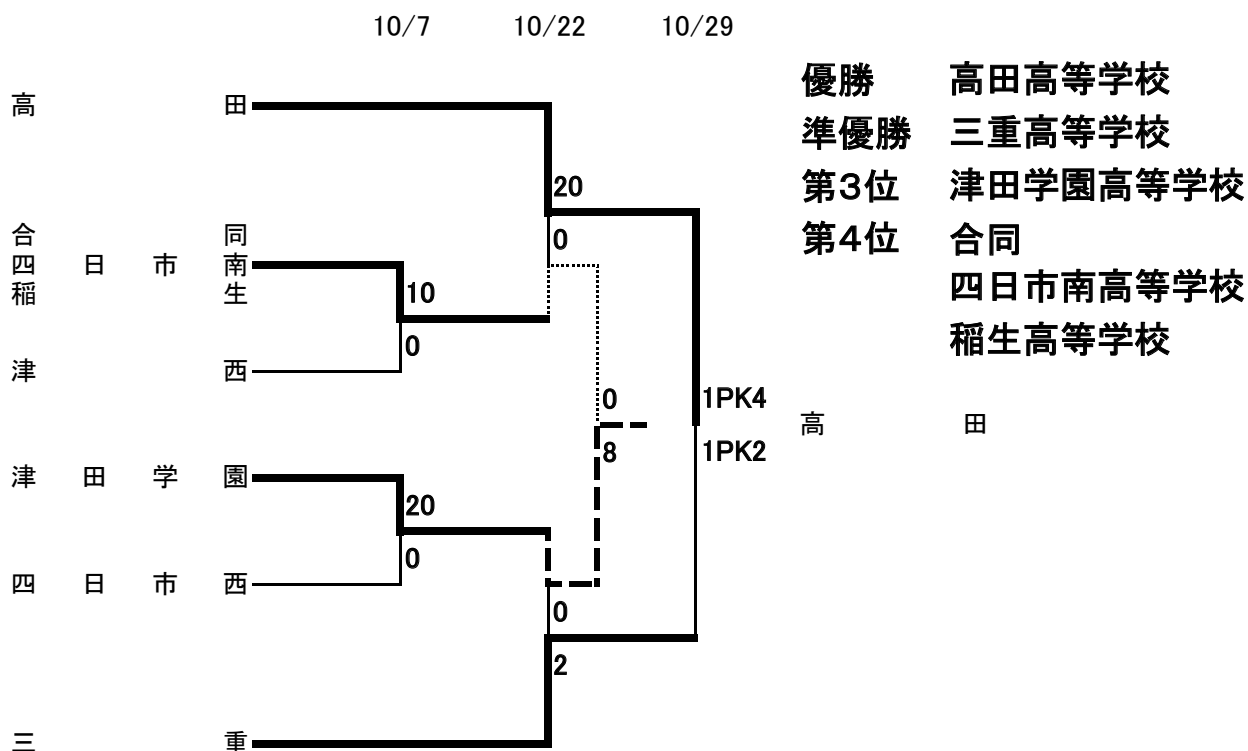 10/7 10/22 10/29
優勝 高田高等学校
高田
準優勝 三重高等学校
20
第3位 津田学園高等学校
0
第4位 合同
合同
四日市南
稲生
四日市南高等学校
10
稲生高等学校
0
津西
0
1PK4
高田
8
1PK2
津田学園
20
0
四日市西
0
2
三重